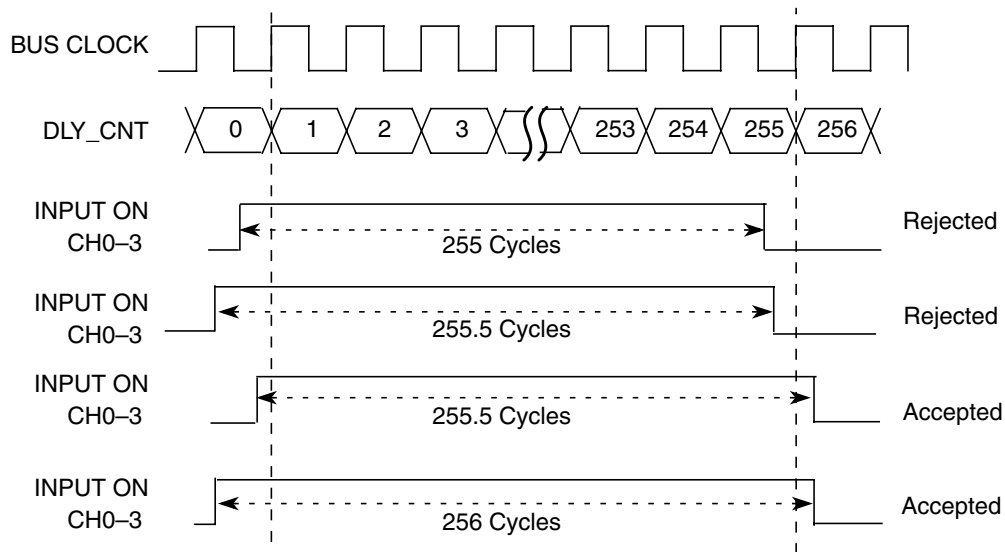 BUS CLOCK
DLY_CNT
0 1 2 3 253 254 255 256
INPUT ON
CH0–3
255 Cycles
Rejected
INPUT ON
CH0–3
255.5 Cycles
Rejected
INPUT ON
CH0–3
255.5 Cycles
Accepted
INPUT ON
CH0–3
256 Cycles
Accepted